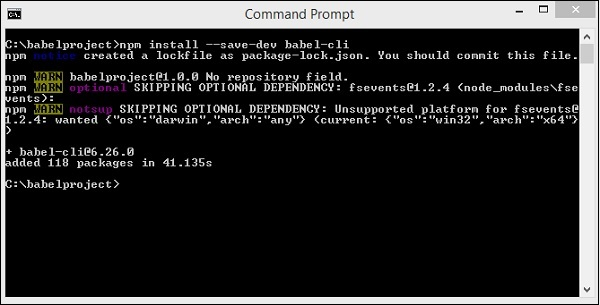 Command Prompt
C:\babelproject>npm install --save-dev babel-cli
npm notice created a lockfile as package-lock.json. You should commit this file.
npm WARN babelproject@1.0.0 No repository field.
npm WARN optional SKIPPING OPTIONAL DEPENDENCY: fsevents@1.2.4 (node_modules\fse
vents):
npm WARN notsup SKIPPING OPTIONAL DEPENDENCY: Unsupported platform for fsevents@
1.2.4: wanted {"os":"darwin","arch":"any"} (current: {"os":"win32","arch":"x64"}
)
+ babel-cli@6.26.0
added 118 packages in 41.135s
C:\babelproject>